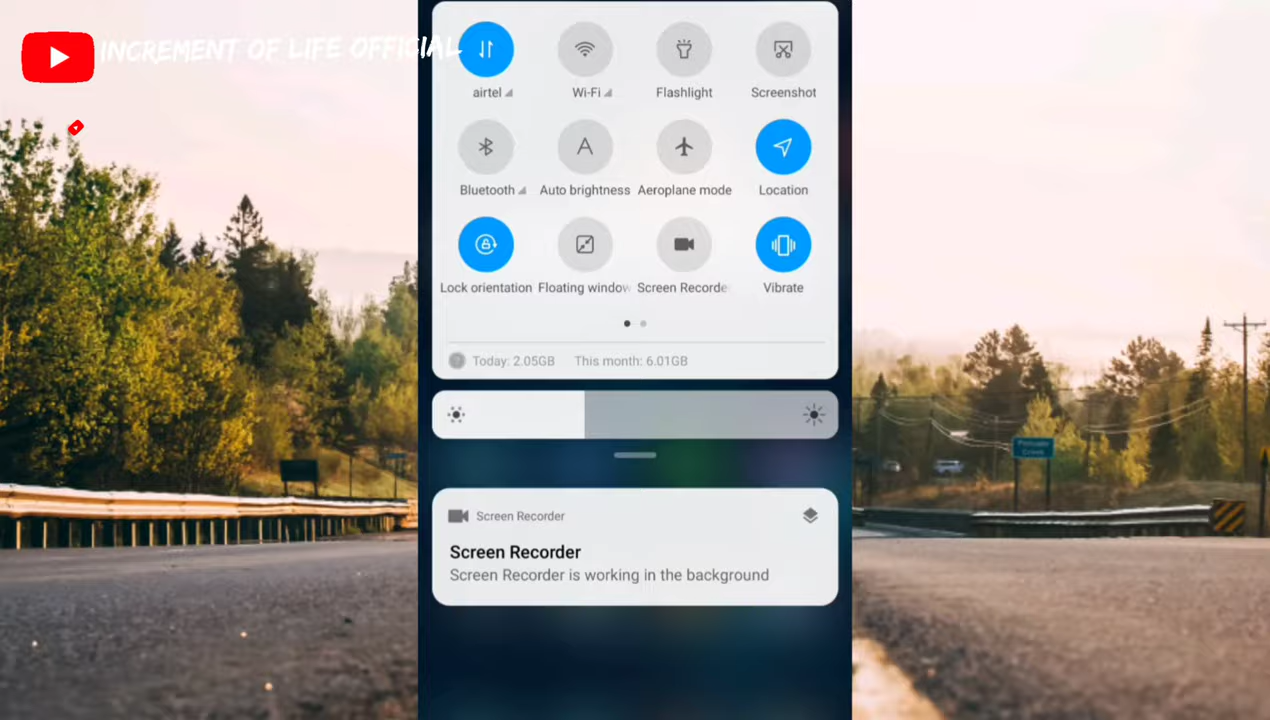 INCREMENT OF LIFE OFFICIAL
airtel
Wi-Fi
Flashlight
Screenshot
Bluetooth
A
Auto brightness
Aeroplane mode
Location
Lock orientation
Floating window
Screen Recorde
Vibrate
Today: 2.05GB This month: 6.01GB
Screen Recorder
Screen Recorder
Screen Recorder is working in the background